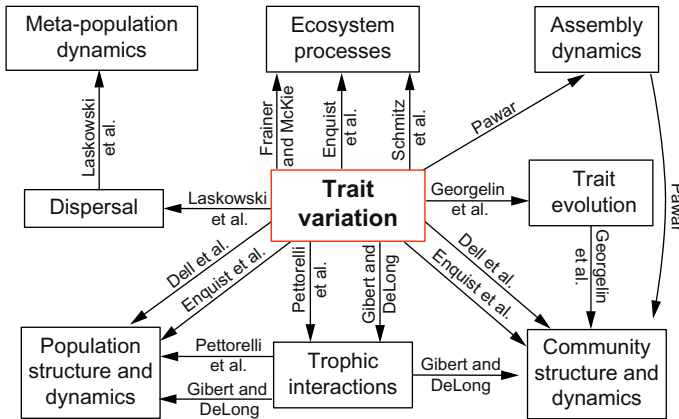 Meta-population
dynamics
Ecosystem
processes
Assembly
dynamics
Laskowski
et al.
Frainer
and McKie
Enquist
et al.
Schmitz
et al.
Pawar
Dispersal
Laskowski
et al.
Trait
variation
Georgelin
et al.
Trait
evolution
Pawar
Dell et al.
Enquist et al.
Pettorelli
et al.
Gibert and
DeLong
Dell et al.
Enquist et al.
Georgelin
et al.
Population
structure and
dynamics
Pettorelli
et al.
Gibert and
DeLong
Trophic
interactions
Gibert and
DeLong
Community
structure and
dynamics